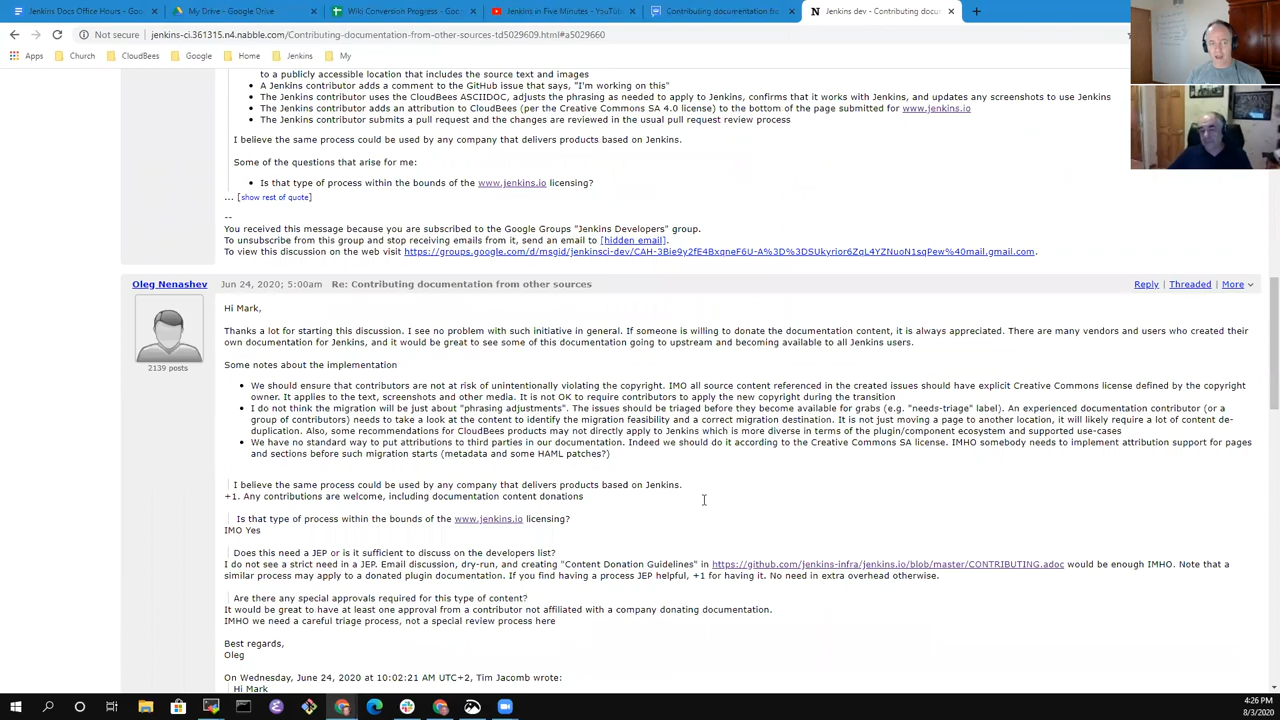 Jenkins Docs Office Hours - Goo
My Drive - Google Drive
Wiki Conversion Progress - Goo
Jenkins in Five Minutes - YouTub
Contributing documentation from
Jenkins dev - Contributing docu
Not secure | jenkins-ci.361315.n4.nabble.com/Contributing-documentation-from-other-sources-td5029609.html#a5029660
Apps Church CloudBees Google Home Jenkins My
to a publicly accessible location that includes the source text and images
• A Jenkins contributor adds a comment to the GitHub issue that says, "I'm working on this"
• The Jenkins contributor uses the CloudBees ASCIIDOC, adjusts the phrasing as needed to apply to Jenkins, confirms that it works with Jenkins, and updates any screenshots to use Jenkins
• The Jenkins contributor adds an attribution to CloudBees (per the Creative Commons SA 4.0 license) to the bottom of the page submitted for www.jenkins.io
• The Jenkins contributor submits a pull request and the changes are reviewed in the usual pull request review process
I believe the same process could be used by any company that delivers products based on Jenkins.
Some of the questions that arise for me:
• Is that type of process within the bounds of the www.jenkins.io licensing?
... [show rest of quote]
--
You received this message because you are subscribed to the Google Groups "Jenkins Developers" group.
To unsubscribe from this group and stop receiving emails from it, send an email to [hidden email].
To view this discussion on the web visit https://groups.google.com/d/msgid/jenkinsci-dev/CAH-3Bie9y2fE4BxqneF6U-A%3D%3DSUkyrior6ZqL4YZNuoN1sqPew%40mail.gmail.com.
Oleg Nenashev Jun 24, 2020; 5:00am Re: Contributing documentation from other sources Reply | Threaded | More
2139 posts
Hi Mark,
Thanks a lot for starting this discussion. I see no problem with such initiative in general. If someone is willing to donate the documentation content, it is always appreciated. There are many vendors and users who created their
own documentation for Jenkins, and it would be great to see some of this documentation going to upstream and becoming available to all Jenkins users.
Some notes about the implementation
• We should ensure that contributors are not at risk of unintentionally violating the copyright. IMO all source content referenced in the created issues should have explicit Creative Commons license defined by the copyright
owner. It applies to the text, screenshots and other media. It is not OK to require contributors to apply the new copyright during the transition
• I do not think the migration will be just about "phrasing adjustments". The issues should be triaged before they become available for grabs (e.g. "needs-triage" label). An experienced documentation contributor (or a
group of contributors) needs to take a look at the content to identify the migration feasibility and a correct migration destination. It is not just moving a page to another location, it will likely require a lot of content de-
duplication. Also, some recommendations for CloudBees products may not directly apply to Jenkins which is more diverse in terms of the plugin/component ecosystem and supported use-cases
• We have no standard way to put attributions to third parties in our documentation. Indeed we should do it according to the Creative Commons SA license. IMHO somebody needs to implement attribution support for pages
and sections before such migration starts (metadata and some HAML patches?)
I believe the same process could be used by any company that delivers products based on Jenkins.
+1. Any contributions are welcome, including documentation content donations
Is that type of process within the bounds of the www.jenkins.io licensing?
IMO Yes
Does this need a JEP or is it sufficient to discuss on the developers list?
I do not see a strict need in a JEP. Email discussion, dry-run, and creating "Content Donation Guidelines" in https://github.com/jenkins-infra/jenkins.io/blob/master/CONTRIBUTING.adoc would be enough IMHO. Note that a
similar process may apply to a donated plugin documentation. If you find having a process JEP helpful, +1 for having it. No need in extra overhead otherwise.
Are there any special approvals required for this type of content?
It would be great to have at least one approval from a contributor not affiliated with a company donating documentation.
IMHO we need a careful triage process, not a special review process here
Best regards,
Oleg
On Wednesday, June 24, 2020 at 10:02:21 AM UTC+2, Tim Jacomb wrote:
Hi Mark
4:26 PM
8/3/2020